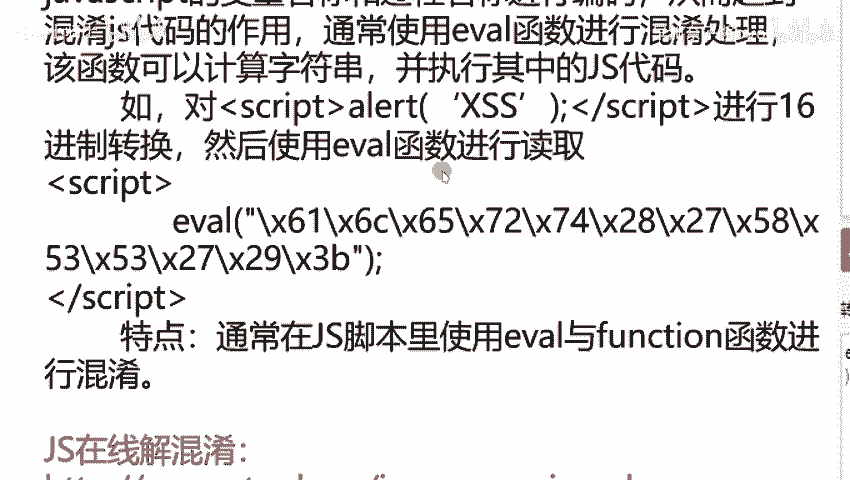 混淆js代码的作用，通常使用eval函数进行混淆处理，
该函数可以计算字符串，并执行其中的JS代码。
如，对<script>alert(‘XSS’);</script>进行16
进制转换，然后使用eval函数进行读取
<script>
eval("\x61\x6c\x65\x72\x74\x28\x27\x58\x
53\x53\x27\x29\x3b");
</script>
特点：通常在JS脚本里使用eval与function函数进
行混淆。
JS在线解混淆：